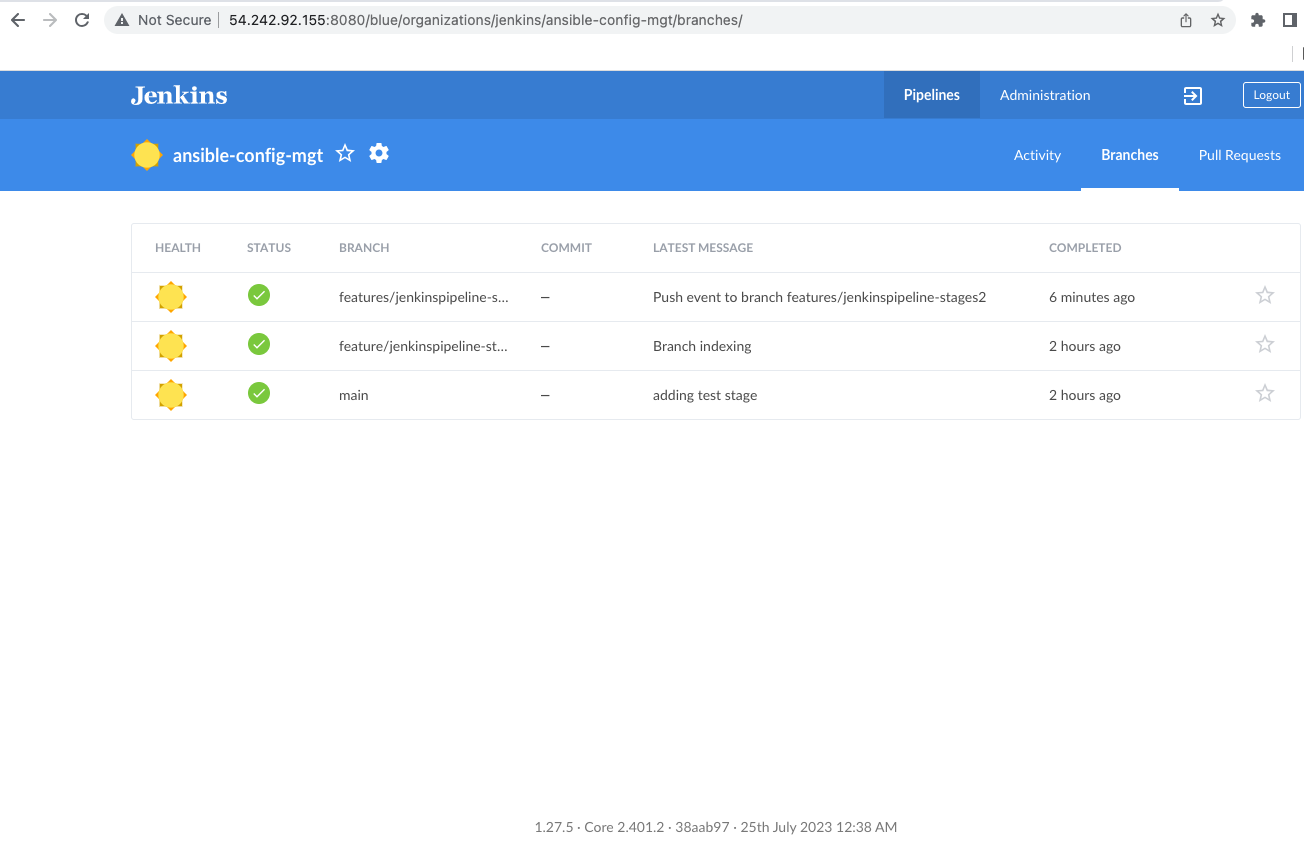 Not Secure 54.242.92.155:8080/blue/organizations/jenkins/ansible-config-mgt/branches/
Jenkins Pipelines Administration Logout
ansible-config-mgt Activity Branches Pull Requests
HEALTH STATUS BRANCH COMMIT LATEST MESSAGE COMPLETED
features/jenkinspipeline-s... – Push event to branch features/jenkinspipeline-stages2 6 minutes ago
feature/jenkinspipeline-st... – Branch indexing 2 hours ago
main – adding test stage 2 hours ago
1.27.5 · Core 2.401.2 · 38aab97 · 25th July 2023 12:38 AM